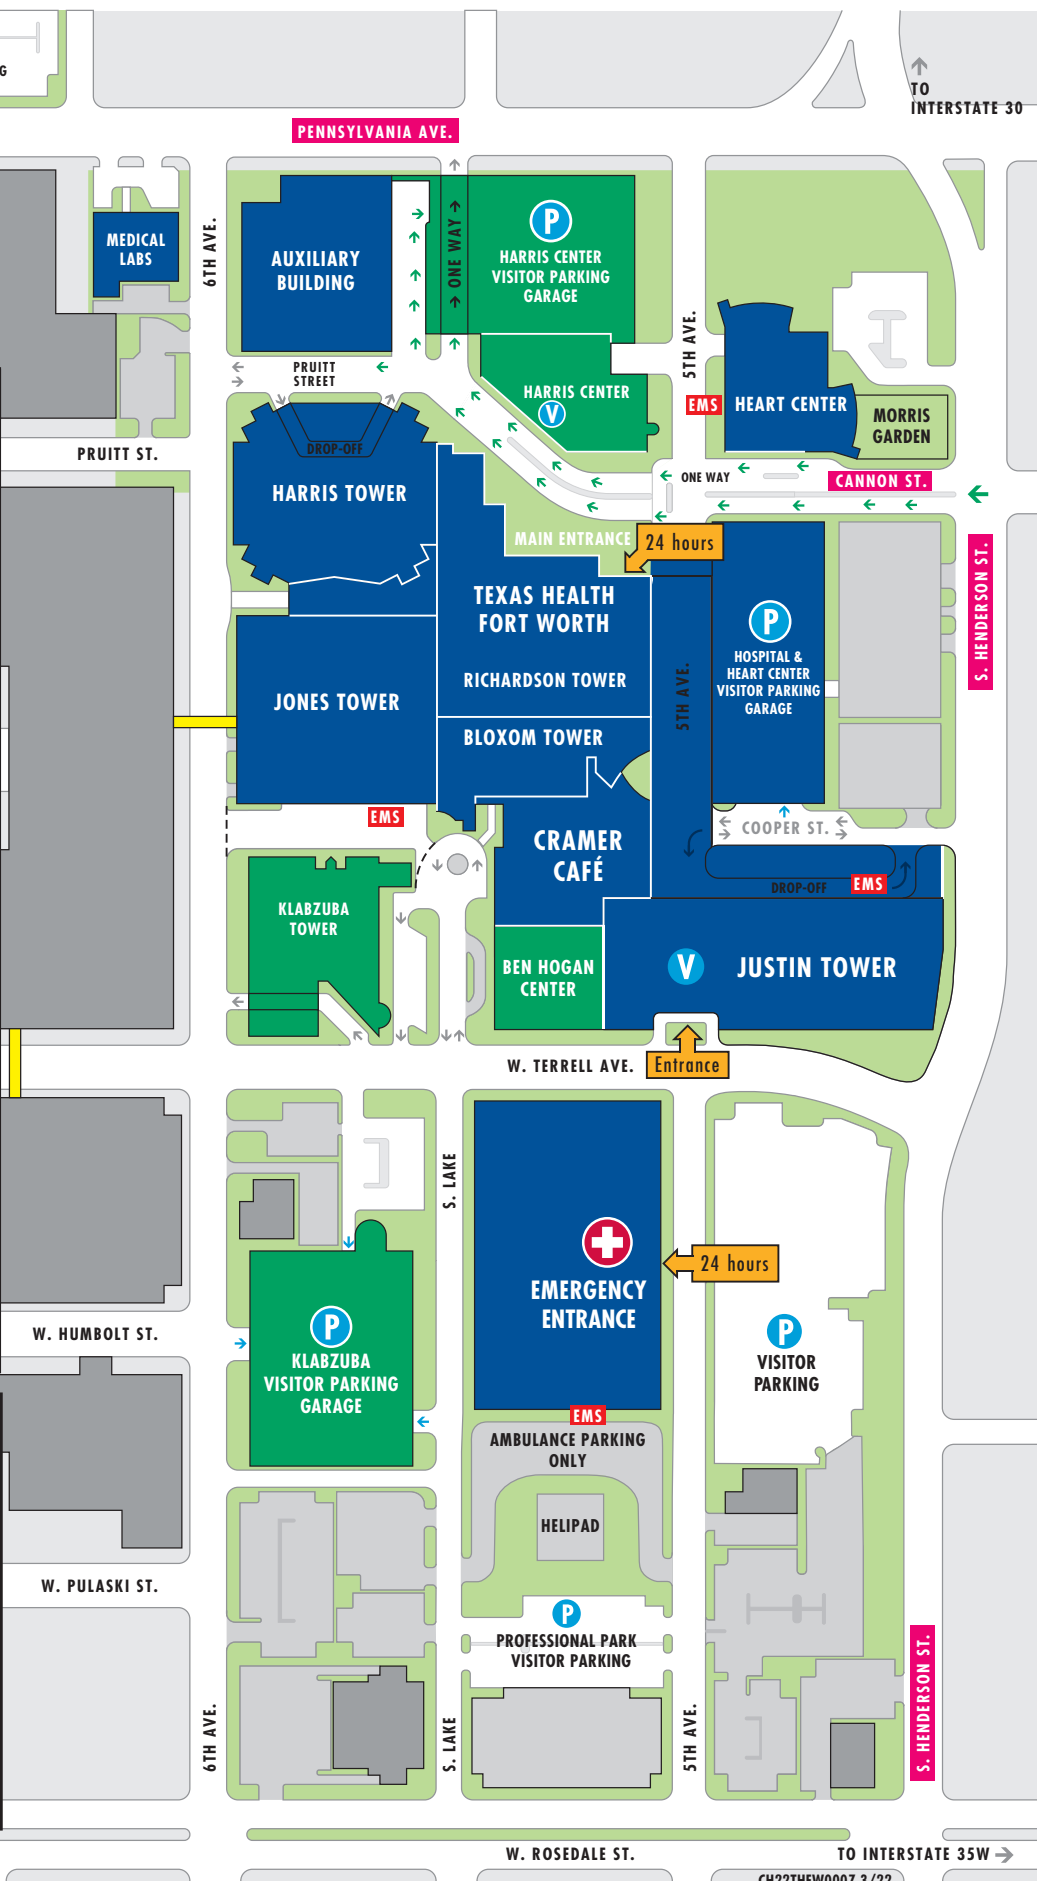 G
TO
INTERSTATE 30
PENNSYLVANIA AVE.
MEDICAL
LABS
6TH AVE.
AUXILIARY
BUILDING
ONE WAY
P
HARRIS CENTER
VISITOR PARKING
GARAGE
PRUITT
STREET
HARRIS CENTER
V
5TH AVE.
EMS
HEART CENTER
MORRIS
GARDEN
PRUITT ST.
DROP-OFF
HARRIS TOWER
ONE WAY
CANNON ST.
MAIN ENTRANCE
24 hours
S. HENDERSON ST.
TEXAS HEALTH
FORT WORTH
RICHARDSON TOWER
P
HOSPITAL &
HEART CENTER
VISITOR PARKING
GARAGE
5TH AVE.
JONES TOWER
BLOXOM TOWER
EMS
COOPER ST.
CRAMER
CAFÉ
DROP-OFF
EMS
KLABZUBA
TOWER
BEN HOGAN
CENTER
V
JUSTIN TOWER
W. TERRELL AVE.
Entrance
S. LAKE
EMERGENCY
ENTRANCE
24 hours
W. HUMBOLT ST.
P
KLABZUBA
VISITOR PARKING
GARAGE
P
VISITOR
PARKING
EMS
AMBULANCE PARKING
ONLY
HELIPAD
W. PULASKI ST.
P
PROFESSIONAL PARK
VISITOR PARKING
6TH AVE.
S. LAKE
5TH AVE.
S. HENDERSON ST.
W. ROSEDALE ST.
TO INTERSTATE 35W
CH22THFW0007 3/22